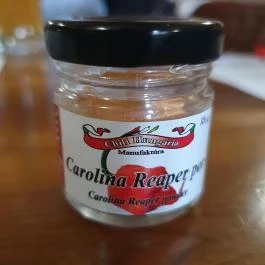 Chili Hungária
Manufaktúra
Carolina Reaper por
Carolina Reaper powder